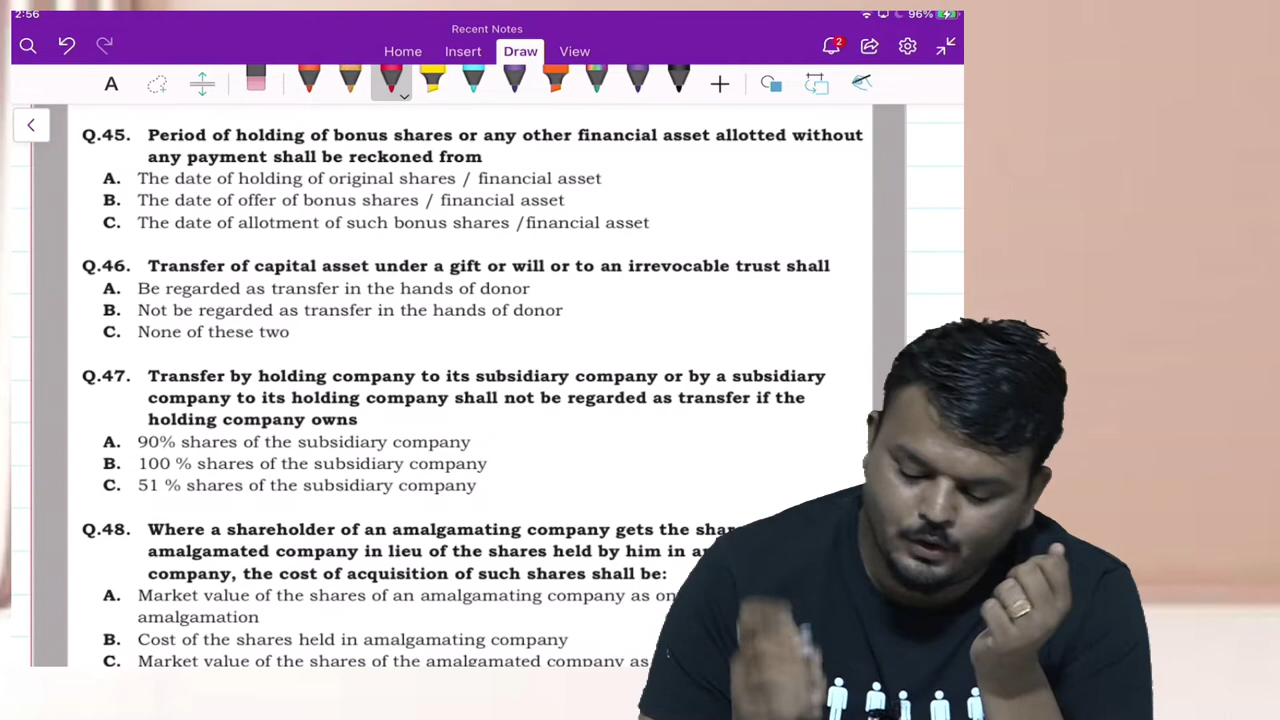 2:56
96%
Recent Notes
Home Insert Draw View
2
A
Q.45. Period of holding of bonus shares or any other financial asset allotted without
any payment shall be reckoned from
A. The date of holding of original shares / financial asset
B. The date of offer of bonus shares / financial asset
C. The date of allotment of such bonus shares /financial asset
Q.46. Transfer of capital asset under a gift or will or to an irrevocable trust shall
A. Be regarded as transfer in the hands of donor
B. Not be regarded as transfer in the hands of donor
C. None of these two
Q.47. Transfer by holding company to its subsidiary company or by a subsidiary
company to its holding company shall not be regarded as transfer if the
holding company owns
A. 90% shares of the subsidiary company
B. 100 % shares of the subsidiary company
C. 51 % shares of the subsidiary company
Q.48. Where a shareholder of an amalgamating company gets the
amalgamated company in lieu of the shares held by him in
company, the cost of acquisition of such shares shall be:
A. Market value of the shares of an amalgamating company as on
amalgamation
B. Cost of the shares held in amalgamating company
C. Market value of the shares of the amalgamated company as